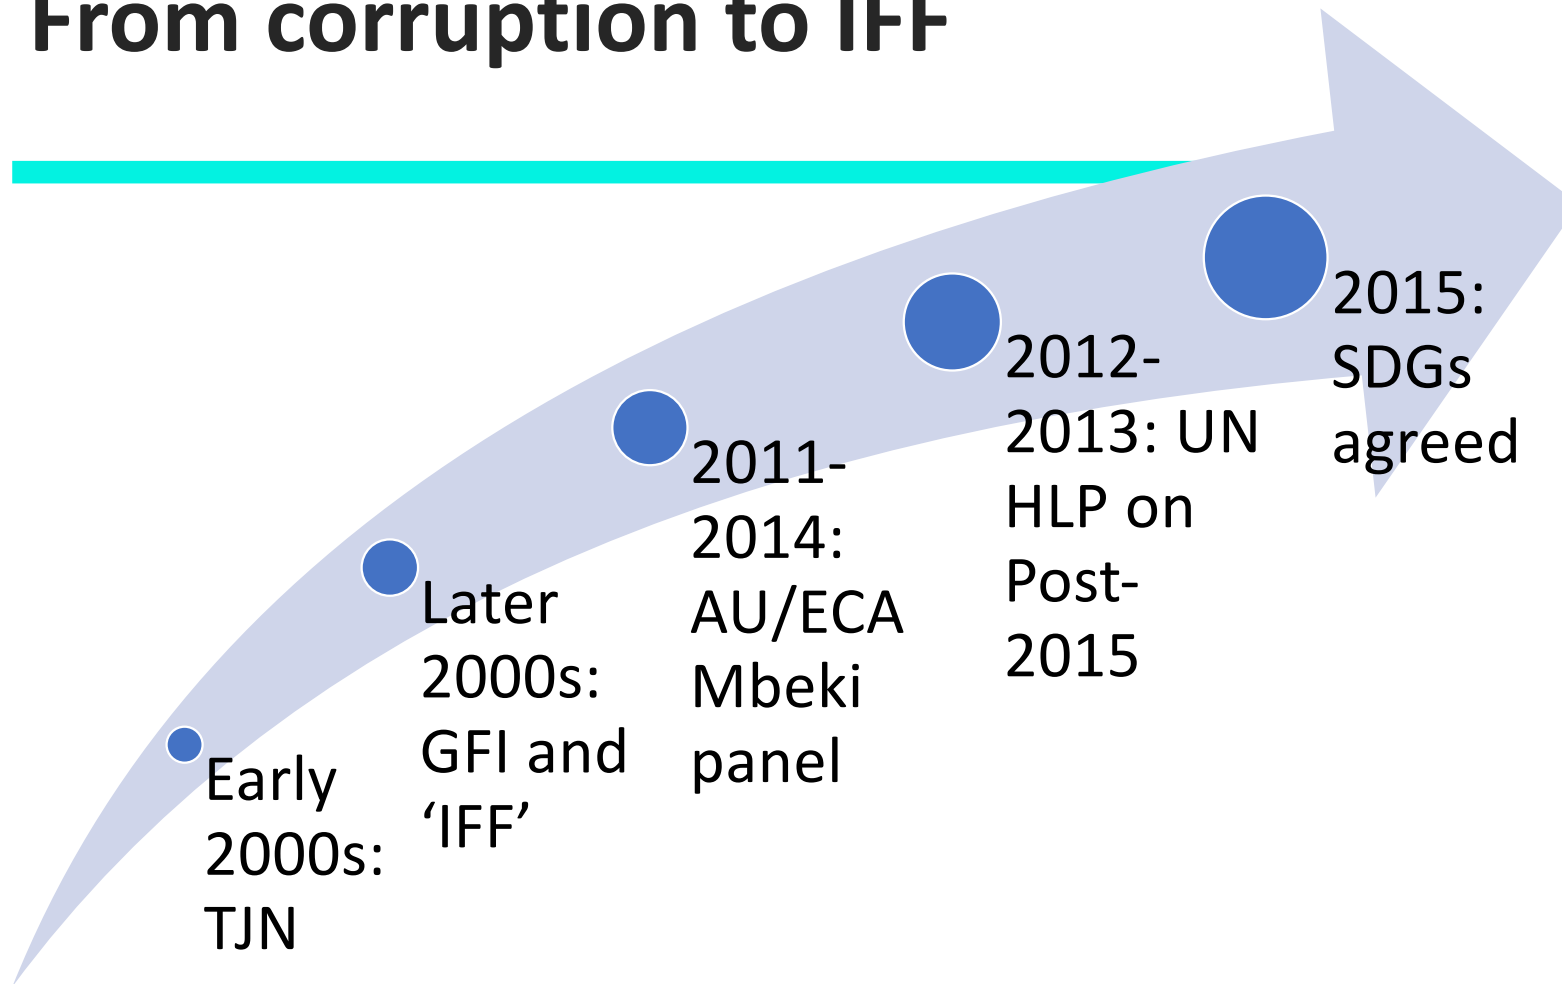 From corruption to IFF
Early
2000s:
TJN
Later
2000s:
GFI and
‘IFF’
2011-
2014:
AU/ECA
Mbeki
panel
2012-
2013: UN
HLP on
Post-
2015
2015:
SDGs
agreed